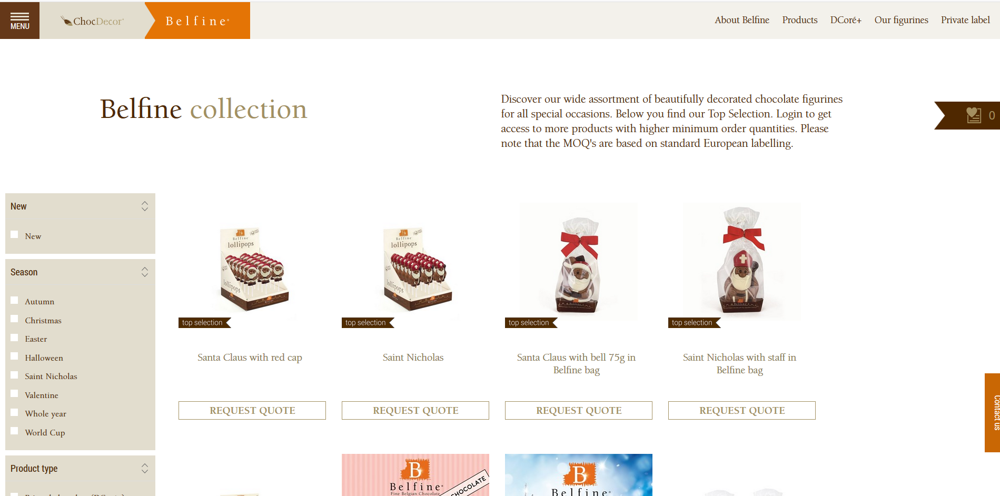 MENU
ChocDecor
Belfine®
About Belfine
Products
DCoré+
Our figurines
Private label
Belfine collection
Discover our wide assortment of beautifully decorated chocolate figurines
for all special occasions. Below you find our Top Selection. Login to get
access to more products with higher minimum order quantities. Please
note that the MOQ's are based on standard European labelling.
0
New
New
Season
Autumn
Christmas
Easter
Halloween
Saint Nicholas
Valentine
Whole year
World Cup
Product type
Belfine
lollipops
lollipops
Belfine
top selection
Santa Claus with red cap
REQUEST QUOTE
Belfine
lollipops
lollipops
Belfine
top selection
Saint Nicholas
REQUEST QUOTE
Belfine
top selection
Santa Claus with bell 75g in
Belfine bag
REQUEST QUOTE
Belfine
top selection
Saint Nicholas with staff in
Belfine bag
REQUEST QUOTE
Contact us
B
Belfine®
Fine Belgian Chocolate
CHOCOLATE
B
Belfine®